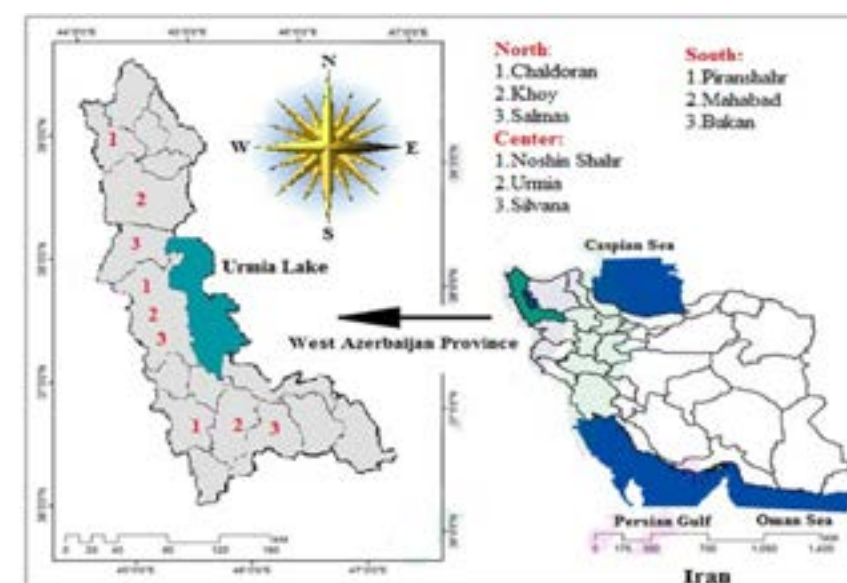 North:
1.Chaldoran
2.Khoy
3.Salmas
Center:
1.Noshin Shahr
2.Urmia
3.Silvana
South:
1.Piranshahr
2.Mahabad
3.Bukan
N
W
E
S
1
2
3
Urmia Lake
1
2
3
West Azerbaijan Province
1
2
3
Caspian Sea
Persian Gulf
Oman Sea
Iran